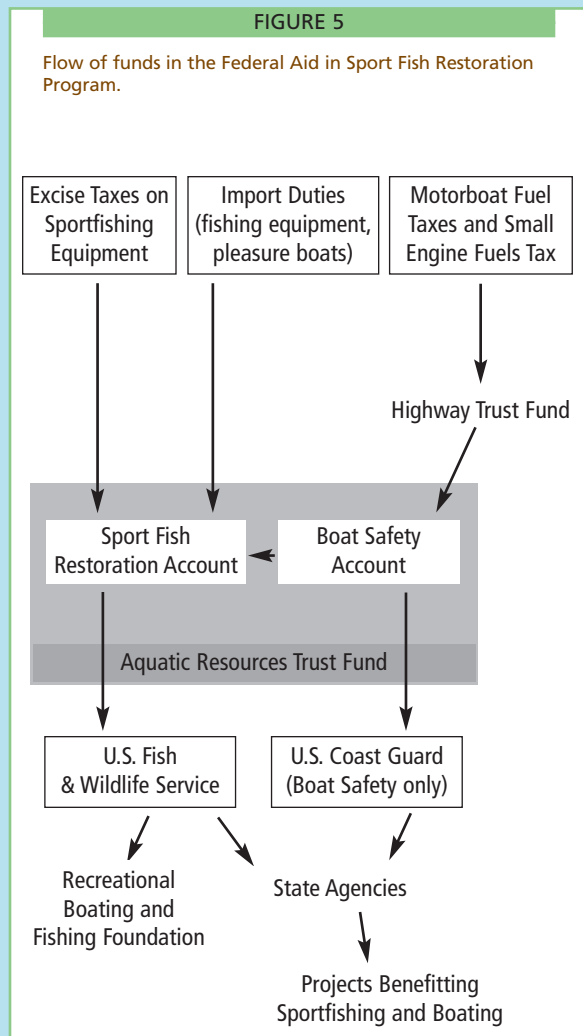 FIGURE 5
Flow of funds in the Federal Aid in Sport Fish Restoration
Program.
Excise Taxes on
Sportfishing
Equipment
Import Duties
(fishing equipment,
pleasure boats)
Motorboat Fuel
Taxes and Small
Engine Fuels Tax
Highway Trust Fund
Sport Fish
Restoration Account
Boat Safety
Account
Aquatic Resources Trust Fund
U.S. Fish
& Wildlife Service
U.S. Coast Guard
(Boat Safety only)
Recreational
Boating and
Fishing Foundation
State Agencies
Projects Benefitting
Sportfishing and Boating